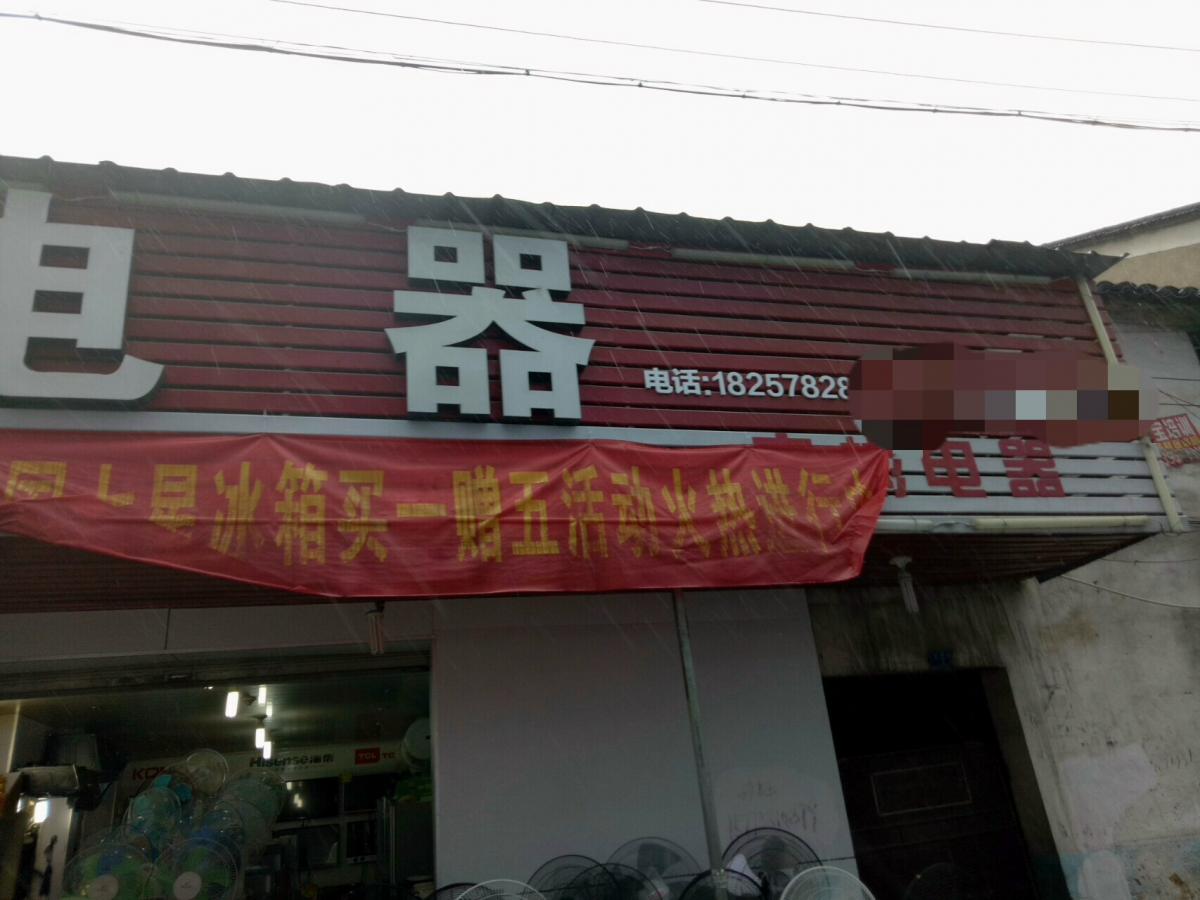 电器
电话:18257828
电器
星冰箱买一赠五活动火热进行中
Hisense海信
TCL